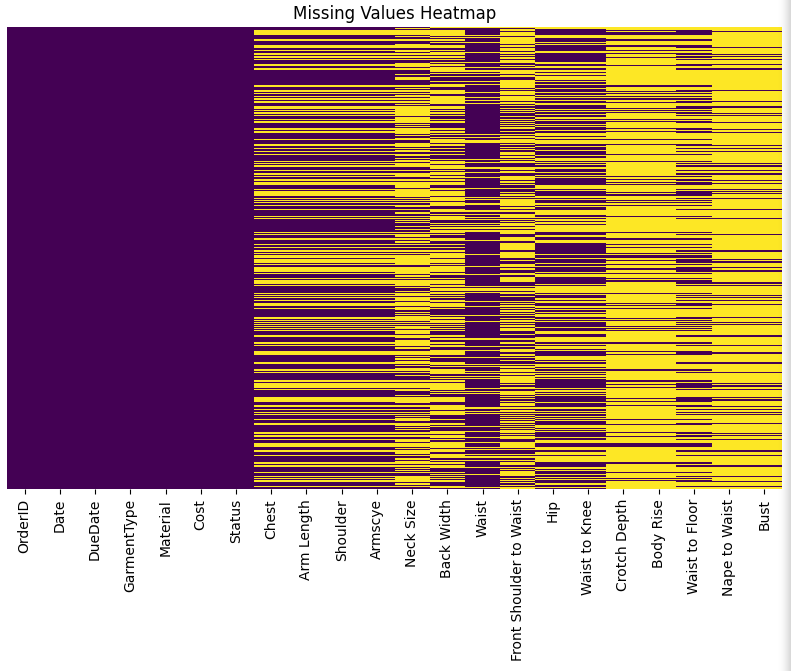 Missing Values Heatmap
OrderID
Date
DueDate
GarmentType
Material
Cost
Status
Chest
Arm Length
Shoulder
Armscye
Neck Size
Back Width
Waist
Front Shoulder to Waist
Hip
Waist to Knee
Crotch Depth
Body Rise
Waist to Floor
Nape to Waist
Bust